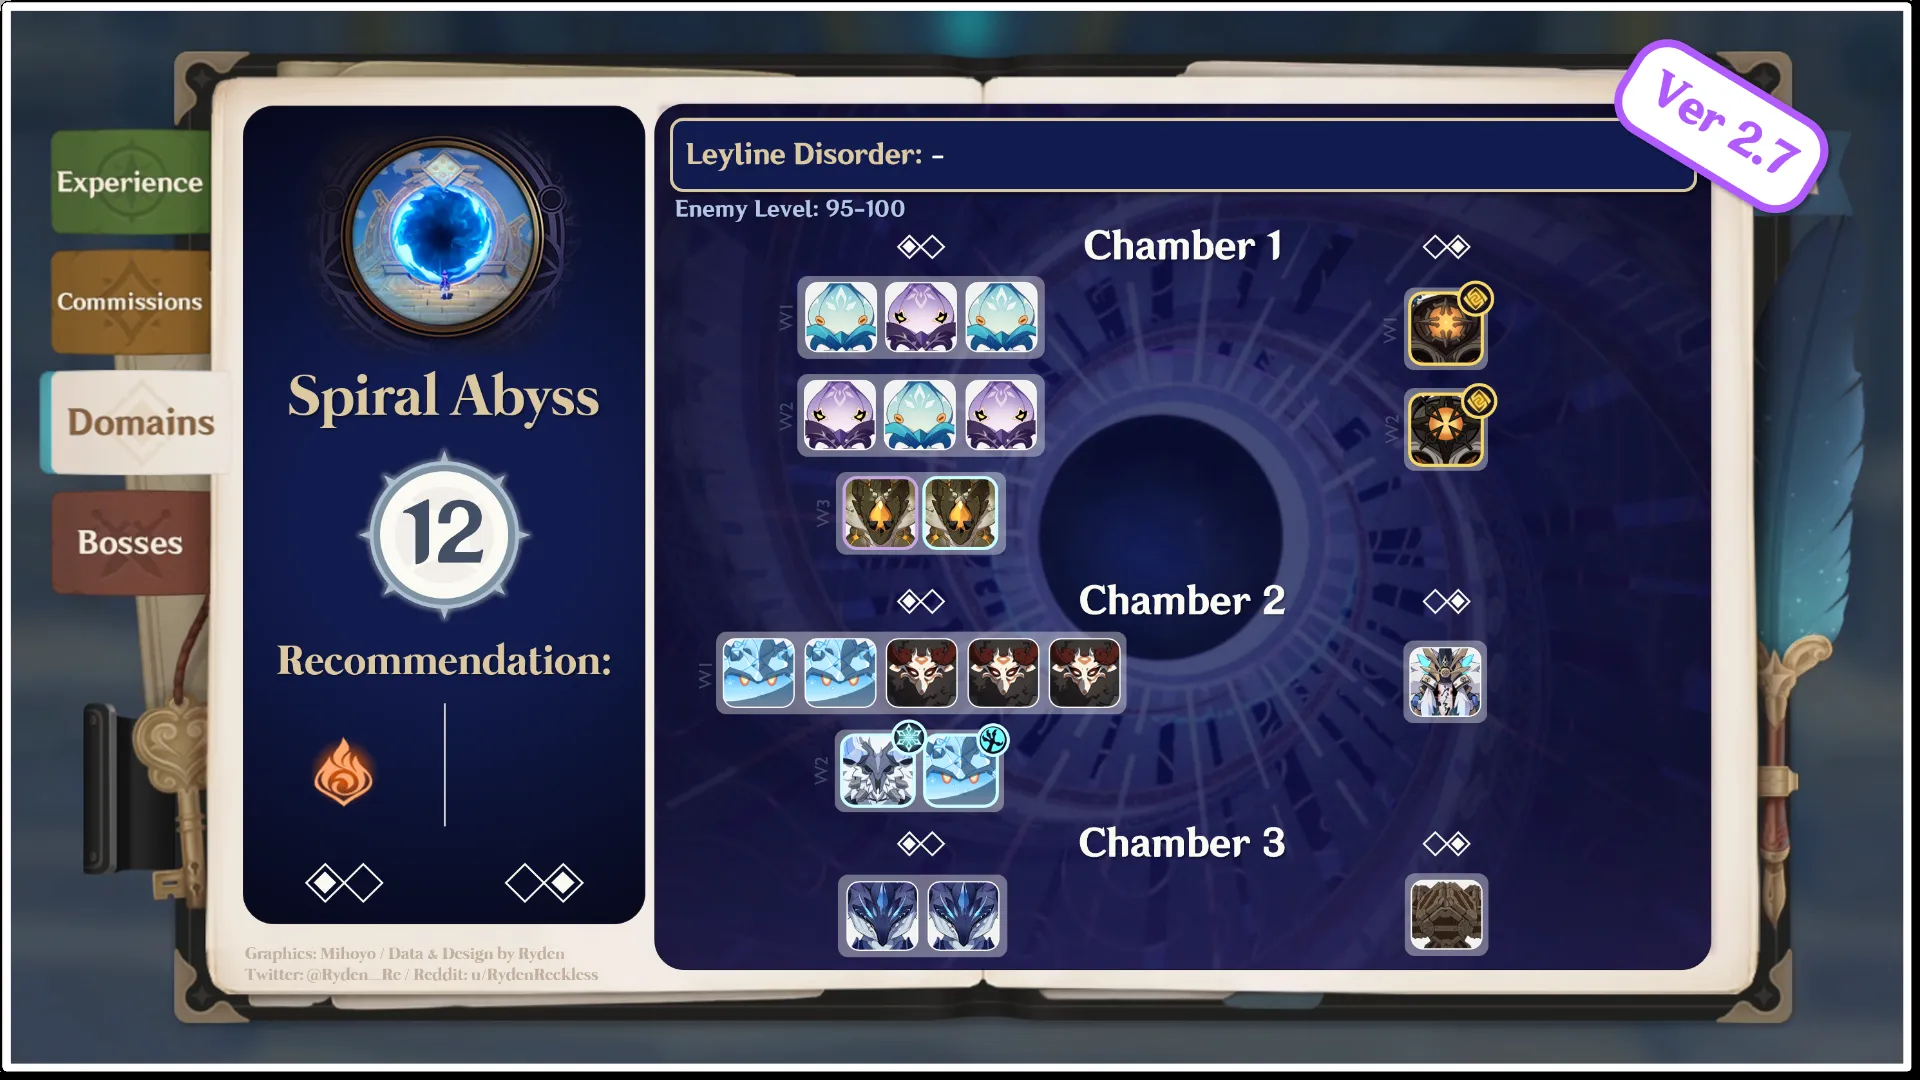 Ver 2.7
Experience
Commissions
Domains
Bosses
Spiral Abyss
12
Recommendation:
Graphics: Mihoyo / Data & Design by Ryden
Twitter: @Ryden_Rc / Reddit: u/RydenReckless
Leyline Disorder: -
Enemy Level: 95-100
Chamber 1
W1
W1
W2
W2
W3
Chamber 2
W1
W2
Chamber 3